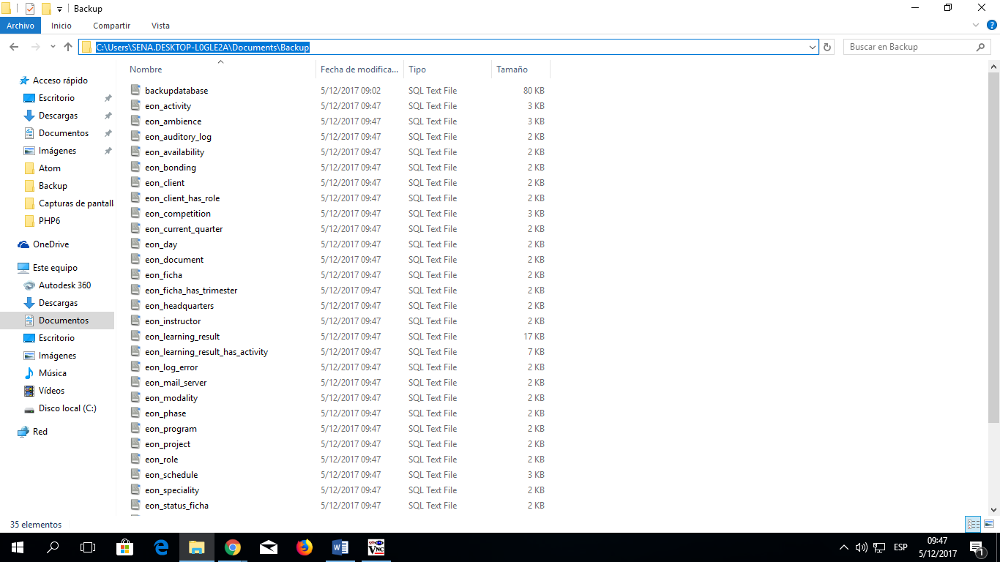 Backup
Archivo Inicio Compartir Vista
C:\Users\SENA.DESKTOP-L0GLE2A\Documents\Backup Buscar en Backup
Acceso rápido
Escritorio
Descargas
Documentos
Imágenes
Atom
Backup
Capturas de pantall
PHP6
OneDrive
Este equipo
Autodesk 360
Descargas
Documentos
Escritorio
Imágenes
Música
Vídeos
Disco local (C:)
Red
Nombre Fecha de modifica... Tipo Tamaño
backupdatabase 5/12/2017 09:02 SQL Text File 80 KB
eon_activity 5/12/2017 09:47 SQL Text File 3 KB
eon_ambience 5/12/2017 09:47 SQL Text File 3 KB
eon_auditory_log 5/12/2017 09:47 SQL Text File 2 KB
eon_availability 5/12/2017 09:47 SQL Text File 2 KB
eon_bonding 5/12/2017 09:47 SQL Text File 2 KB
eon_client 5/12/2017 09:47 SQL Text File 2 KB
eon_client_has_role 5/12/2017 09:47 SQL Text File 2 KB
eon_competition 5/12/2017 09:47 SQL Text File 3 KB
eon_current_quarter 5/12/2017 09:47 SQL Text File 2 KB
eon_day 5/12/2017 09:47 SQL Text File 2 KB
eon_document 5/12/2017 09:47 SQL Text File 2 KB
eon_ficha 5/12/2017 09:47 SQL Text File 2 KB
eon_ficha_has_trimester 5/12/2017 09:47 SQL Text File 2 KB
eon_headquarters 5/12/2017 09:47 SQL Text File 2 KB
eon_instructor 5/12/2017 09:47 SQL Text File 2 KB
eon_learning_result 5/12/2017 09:47 SQL Text File 17 KB
eon_learning_result_has_activity 5/12/2017 09:47 SQL Text File 7 KB
eon_log_error 5/12/2017 09:47 SQL Text File 2 KB
eon_mail_server 5/12/2017 09:47 SQL Text File 2 KB
eon_modality 5/12/2017 09:47 SQL Text File 2 KB
eon_phase 5/12/2017 09:47 SQL Text File 2 KB
eon_program 5/12/2017 09:47 SQL Text File 2 KB
eon_project 5/12/2017 09:47 SQL Text File 2 KB
eon_role 5/12/2017 09:47 SQL Text File 2 KB
eon_schedule 5/12/2017 09:47 SQL Text File 3 KB
eon_speciality 5/12/2017 09:47 SQL Text File 2 KB
eon_status_ficha 5/12/2017 09:47 SQL Text File 2 KB
35 elementos
VNC
ESP
09:47
5/12/2017
1